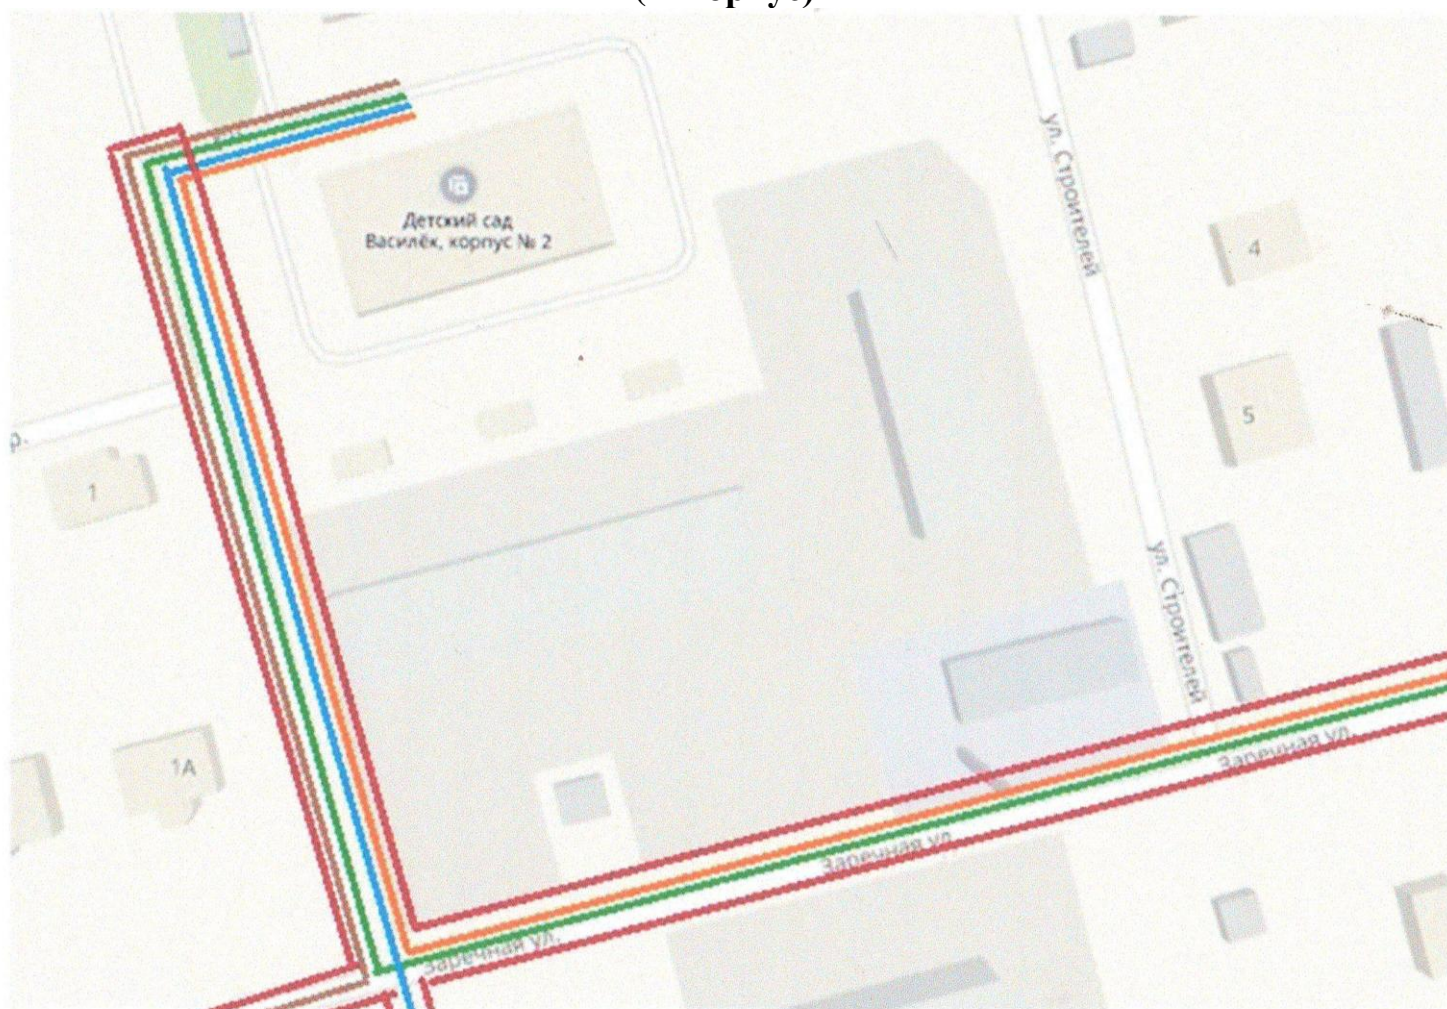 ул. Строителей
Детский сад
Василёк, корпус № 2
4
5
р.
1
ул. Строителей
1А
Заречная ул.
Заречная ул.
Заречная ул.